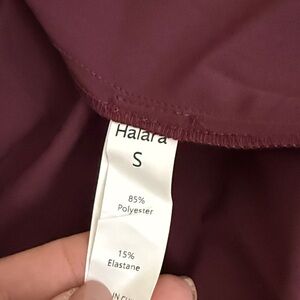 Halara
S
85%
Polyester
15%
Elastane